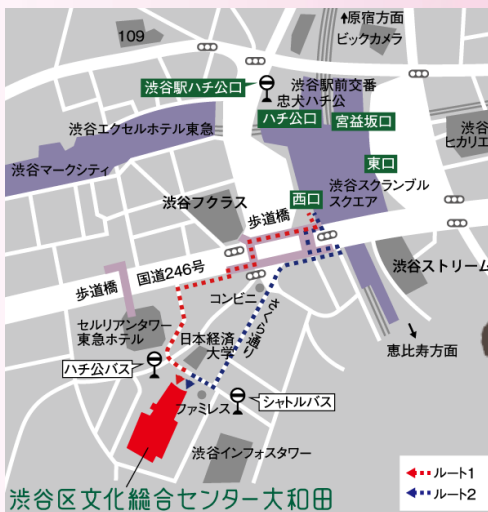 ↑原宿方面
ビックカメラ
109
渋谷駅ハチ公口
渋谷駅前交番
忠犬ハチ公
ハチ公口
宮益坂口
渋谷エクセルホテル東急
渋谷
ヒカリエ
東口
渋谷マークシティ
渋谷スクランブル
スクエア
西口
渋谷フクラス
歩道橋
国道246号
歩道橋
渋谷ストリーム
コンビニ
さくら通り
セルリアンタワー
東急ホテル
日本経済
大学
恵比寿方面
ハチ公バス
ファミレス
シャトルバス
渋谷インフォスタワー
ルート1
ルート2
渋谷区文化総合センター大和田